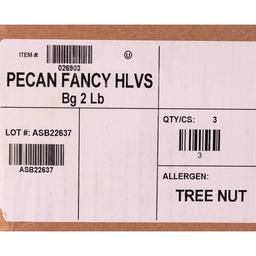 ITEM #:
026903
U
PECAN FANCY HLVS
Bg 2 Lb
LOT #: ASB22637
ASB22637
QTY/CS: 3
3
ALLERGEN:
TREE NUT